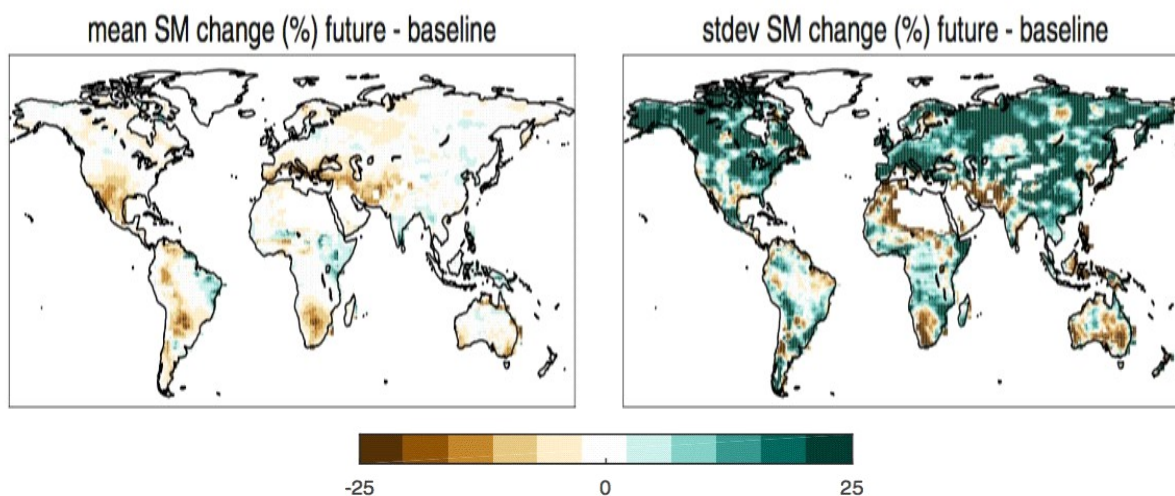 mean SM change (%) future - baseline
stdev SM change (%) future - baseline
-25 0 25